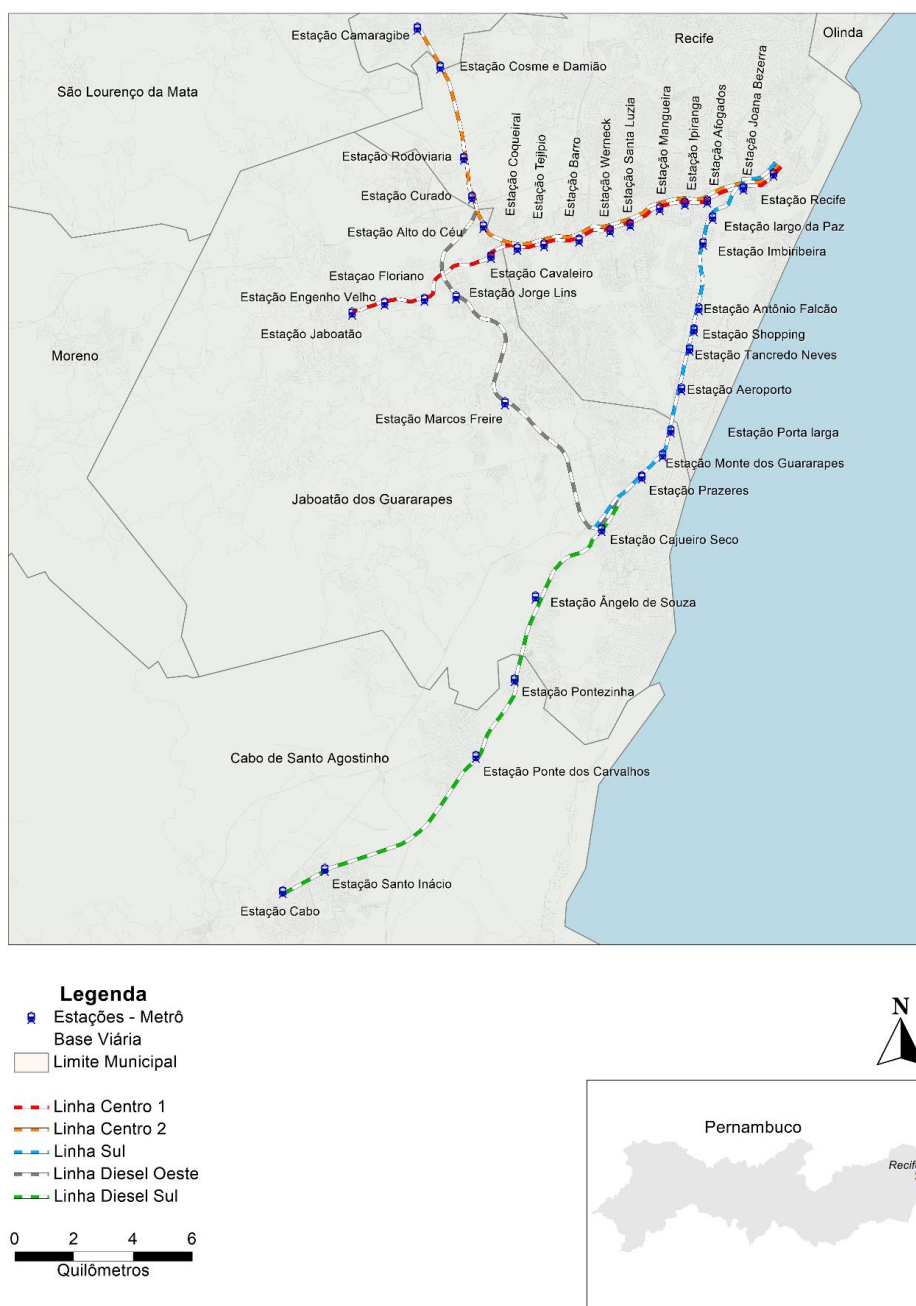 Estação Camaragibe
Recife
Olinda
Estação Cosme e Damião
São Lourenço da Mata
Estação Rodoviaria
Estação Curado
Estação Alto do Céu
Estação Coqueiral
Estação Tejipio
Estação Barro
Estação Werneck
Estação Santa Luzia
Estação Mangueira
Estação Ipiranga
Estação Afogados
Estação Joana Bezerra
Estação Recife
Estação largo da Paz
Estação Imbiribeira
Estaçao Floriano
Estação Cavaleiro
Estação Engenho Velho
Estação Jorge Lins
Estação Jaboatão
Estação Antônio Falcão
Estação Shopping
Estação Tancredo Neves
Moreno
Estação Aeroporto
Estação Marcos Freire
Estação Porta larga
Estação Monte dos Guararapes
Estação Prazeres
Jaboatão dos Guararapes
Estação Cajueiro Seco
Estação Ângelo de Souza
Estação Pontezinha
Cabo de Santo Agostinho
Estação Ponte dos Carvalhos
Estação Santo Inácio
Estação Cabo
Legenda
Estações - Metrô
Base Viária
Limite Municipal
Linha Centro 1
Linha Centro 2
Linha Sul
Linha Diesel Oeste
Linha Diesel Sul
0 2 4 6
Quilômetros
N
Pernambuco
Recife